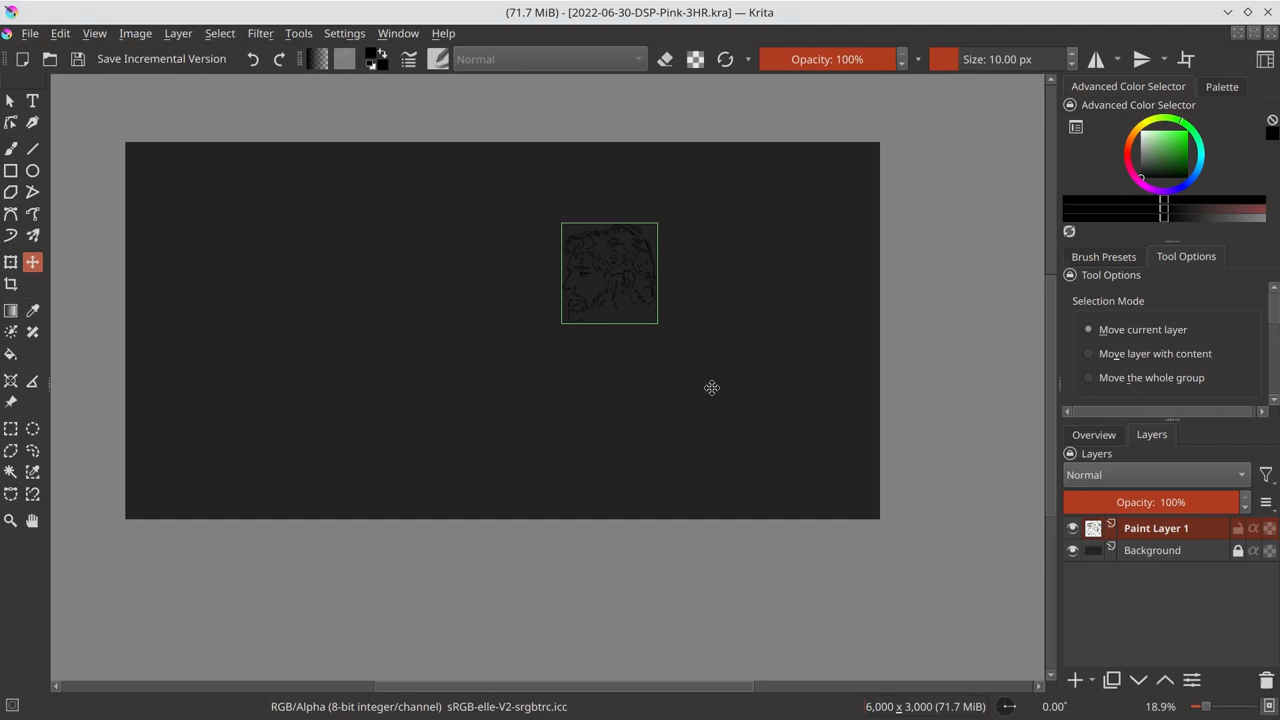 (71.7 MiB) - [2022-06-30-DSP-Pink-3HR.kra] — Krita
File Edit View Image Layer Select Filter Tools Settings Window Help
Save Incremental Version Normal Opacity: 100% Size: 10.00 px
Advanced Color Selector Palette
Advanced Color Selector
Brush Presets Tool Options
Tool Options
Selection Mode
Move current layer
Move layer with content
Move the whole group
Overview Layers
Layers
Normal
Opacity: 100%
Paint Layer 1
Background
RGB/Alpha (8-bit integer/channel) sRGB-elle-V2-srgbtrc.icc 6,000 x 3,000 (71.7 MiB) 0.00° 18.9%